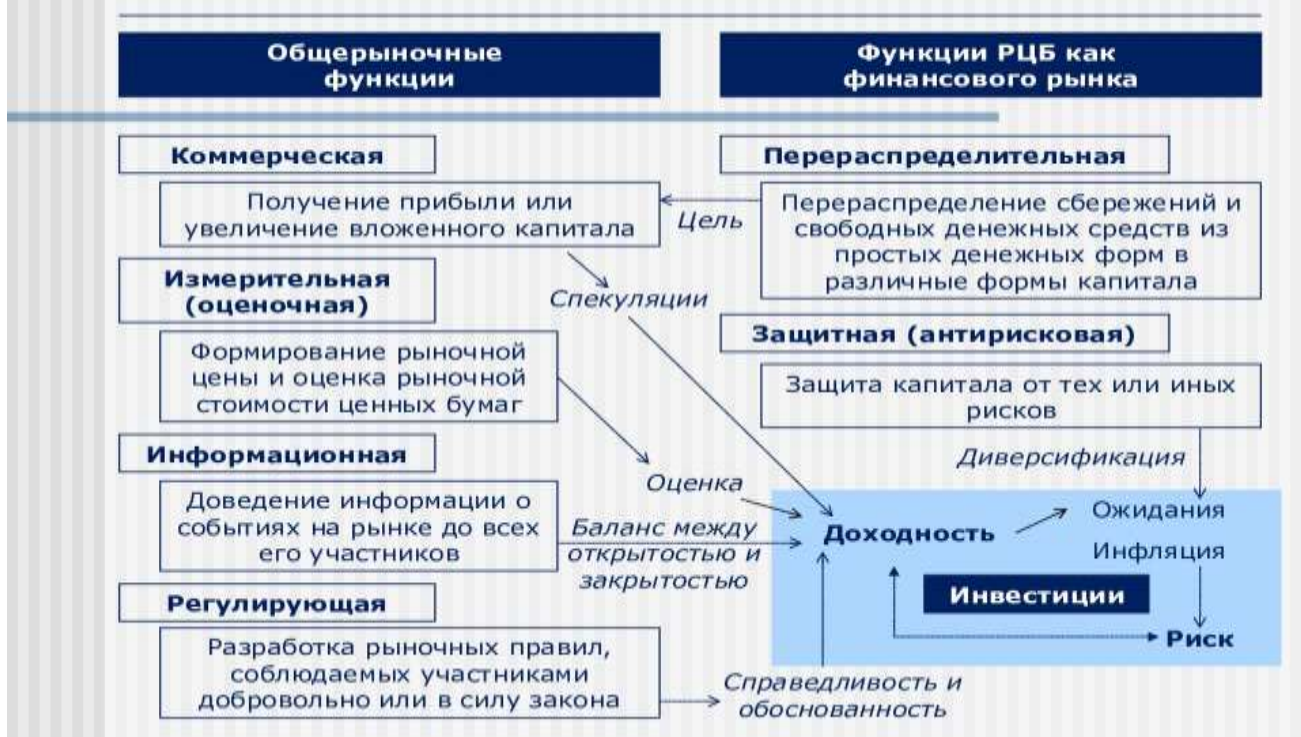 Общерыночные
функции
Функции РЦБ как
финансового рынка
Коммерческая
Получение прибыли или
увеличение вложенного капитала
Измерительная
(оценочная)
Формирование рыночной
цены и оценка рыночной
стоимости ценных бумаг
Информационная
Доведение информации о
событиях на рынке до всех
его участников
Регулирующая
Разработка рыночных правил,
соблюдаемых участниками
добровольно или в силу закона
Цель
Спекуляции
Оценка
Баланс между
открытостью и
закрытостью
Справедливость и
обоснованность
Перераспределительная
Перераспределение сбережений и
свободных денежных средств из
простых денежных форм в
различные формы капитала
Защитная (антирисковая)
Защита капитала от тех или иных
рисков
Диверсификация
Доходность
Ожидания
Инфляция
Инвестиции
Риск